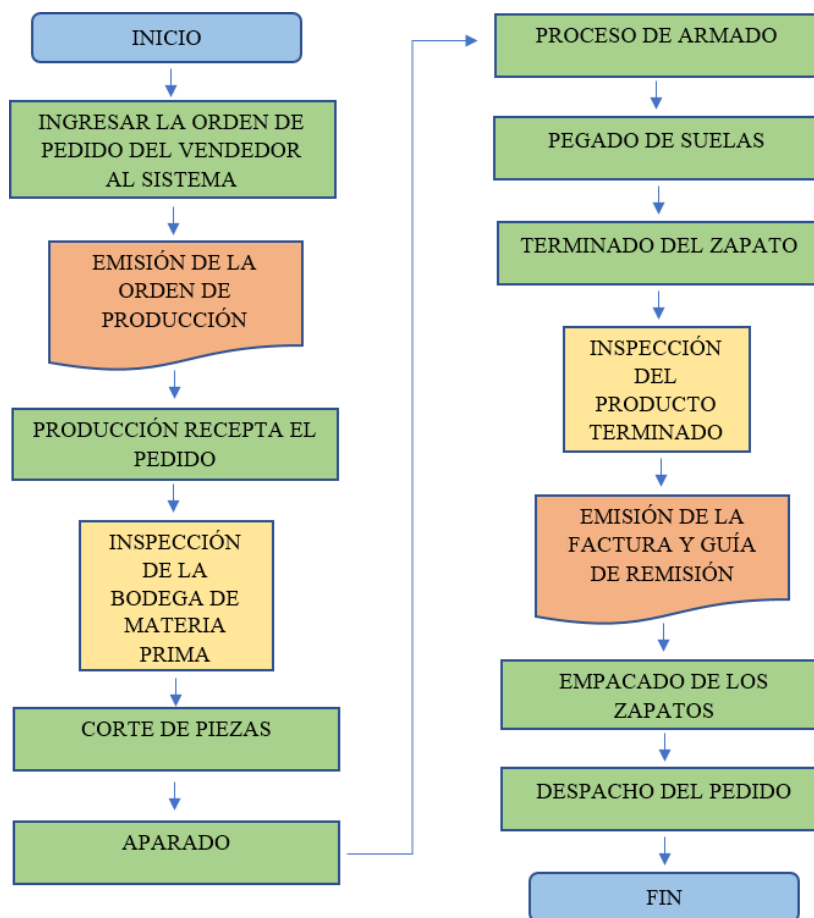 INICIO
INGRESAR LA ORDEN DE
PEDIDO DEL VENDEDOR
AL SISTEMA
EMISIÓN DE LA
ORDEN DE
PRODUCCIÓN
PRODUCCIÓN RECEPTA EL
PEDIDO
INSPECCIÓN
DE LA
BODEGA DE
MATERIA
PRIMA
CORTE DE PIEZAS
APARADO
PROCESO DE ARMADO
PEGADO DE SUELAS
TERMINADO DEL ZAPATO
INSPECCIÓN
DEL
PRODUCTO
TERMINADO
EMISIÓN DE LA
FACTURA Y GUÍA
DE REMISIÓN
EMPACADO DE LOS
ZAPATOS
DESPACHO DEL PEDIDO
FIN